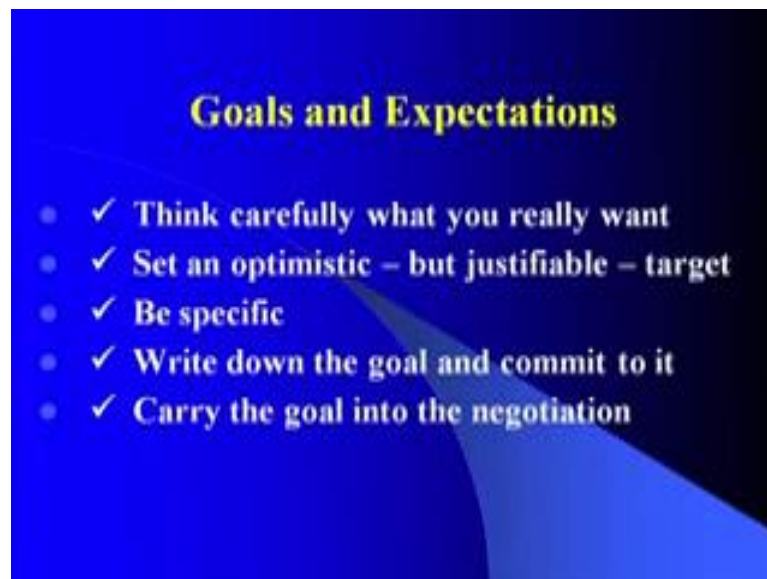 Goals and Expectations
✓ Think carefully what you really want
✓ Set an optimistic – but justifiable – target
✓ Be specific
✓ Write down the goal and commit to it
✓ Carry the goal into the negotiation